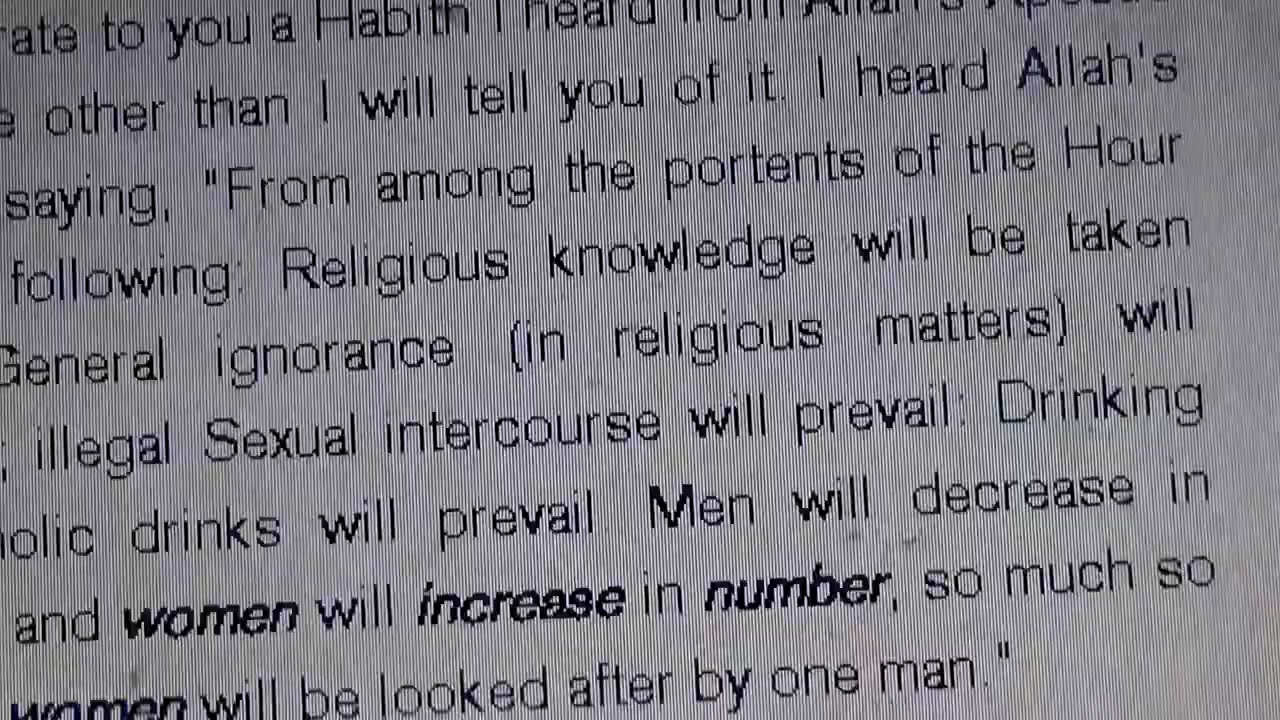 rate to you a Habith I heard from Allah's
e other than I will tell you of it. I heard Allah's
saying, "From among the portents of the Hour
following: Religious knowledge will be taken
General ignorance (in religious matters) will
; illegal Sexual intercourse will prevail: Drinking
holic drinks will prevail. Men will decrease in
and women will increase in number, so much so
women will be looked after by one man."